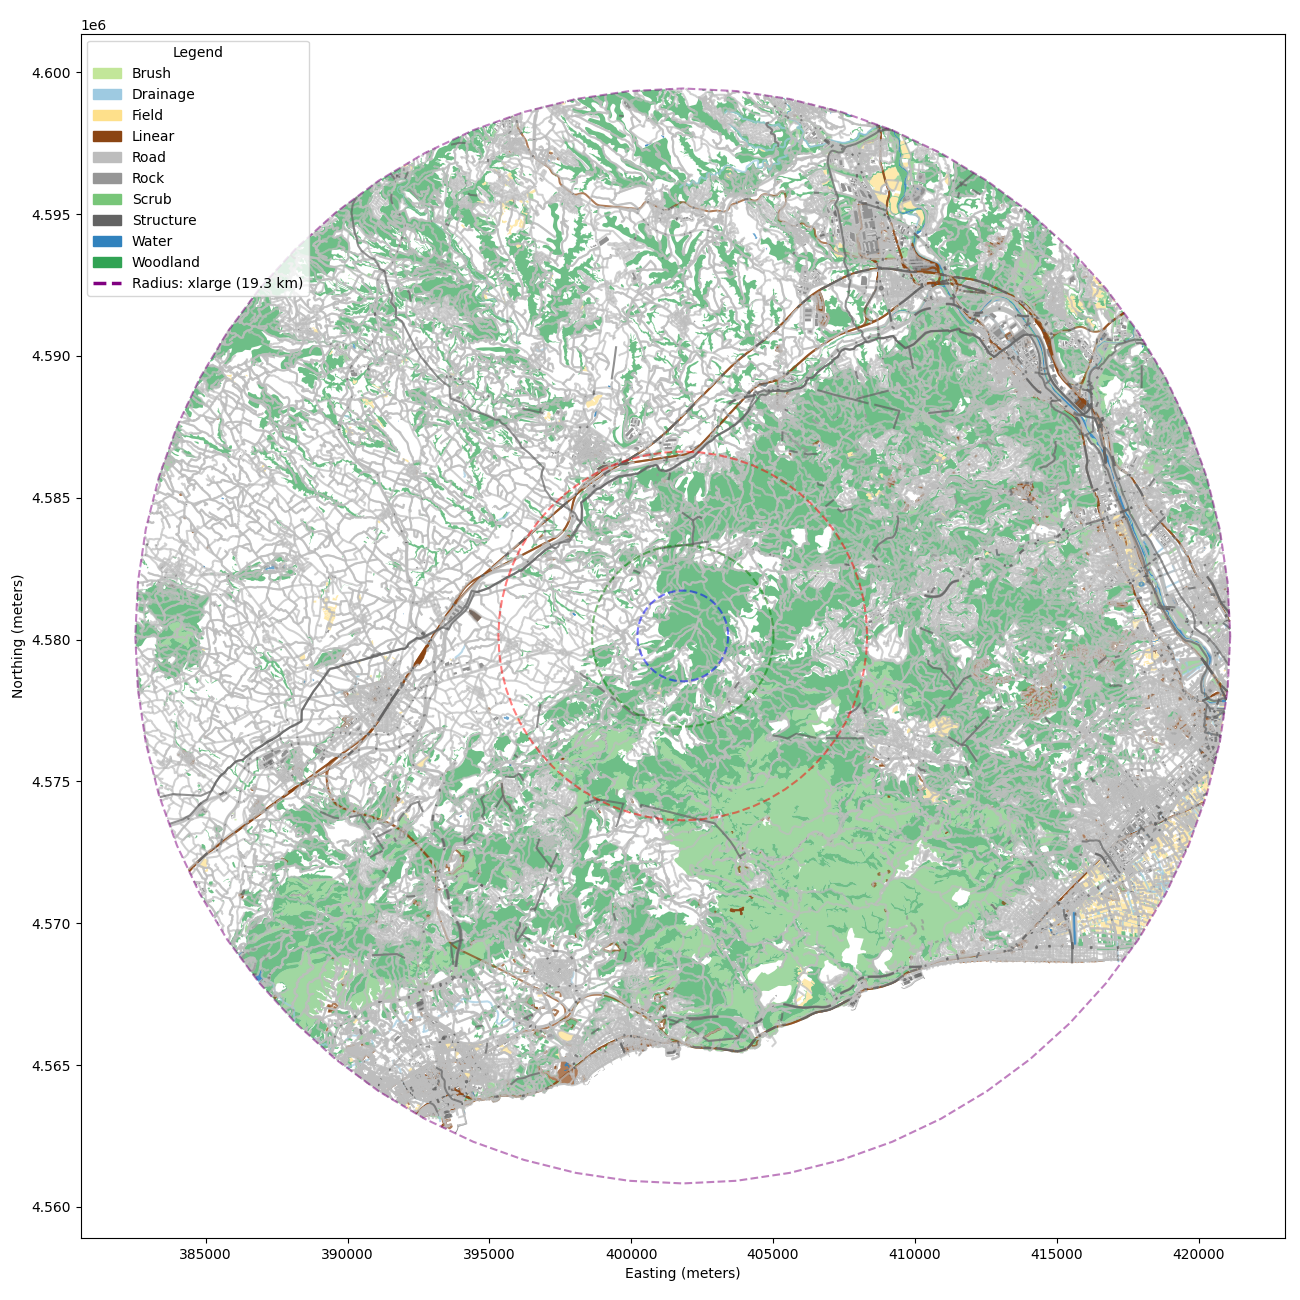 1e6
Legend
Brush
Drainage
Field
Linear
Road
Rock
Scrub
Structure
Water
Woodland
Radius: xlarge (19.3 km)
4.600
4.595
4.590
4.585
4.580
4.575
4.570
4.565
4.560
Northing (meters)
385000 390000 395000 400000 405000 410000 415000 420000
Easting (meters)